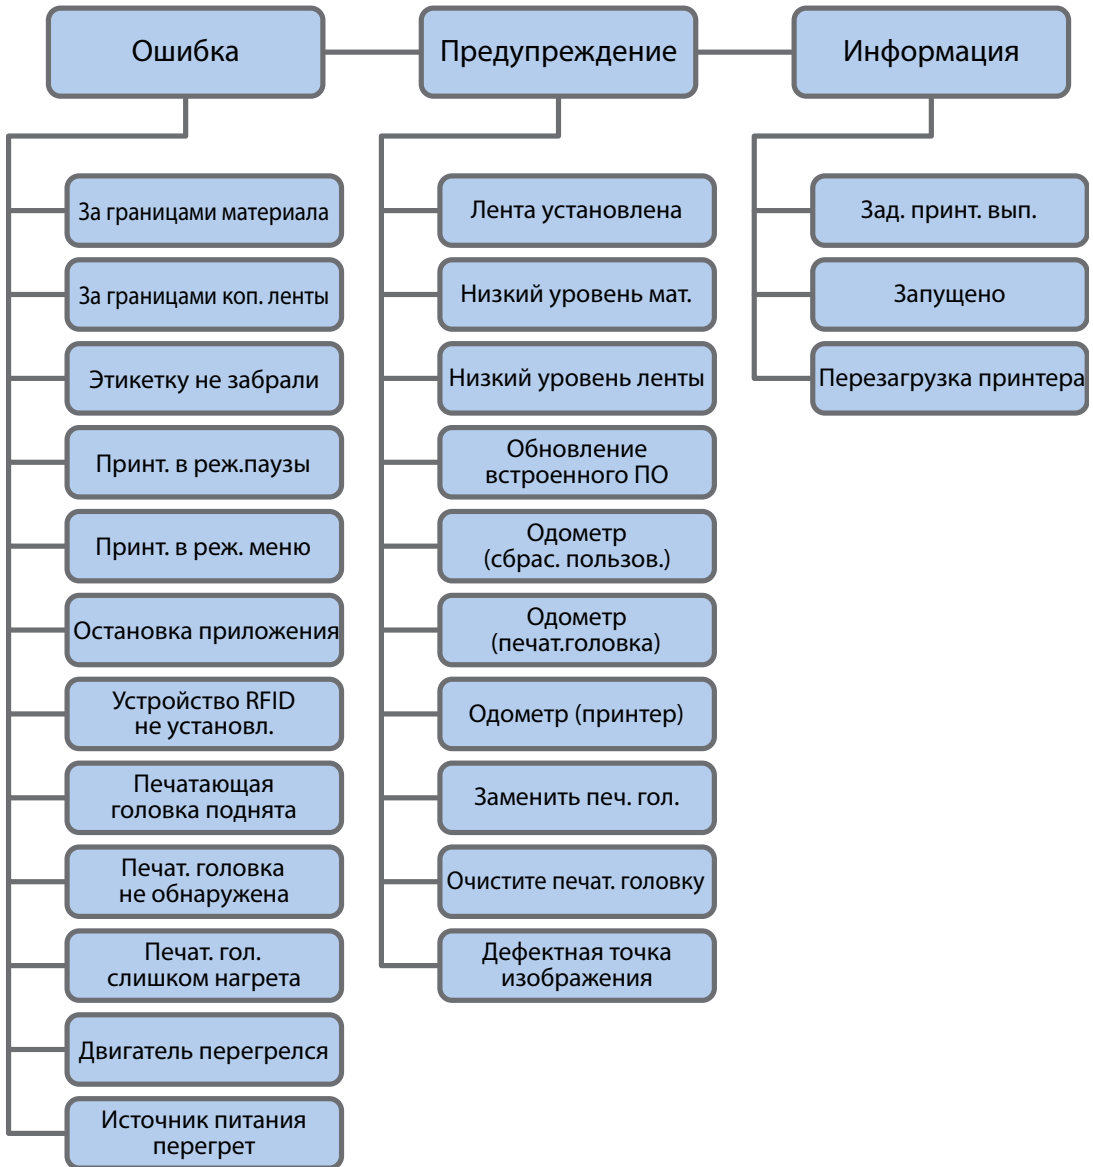 Ошибка
Предупреждение
Информация
За границами материала
За границами коп. ленты
Этикетку не забрали
Принт. в реж.паузы
Принт. в реж. меню
Остановка приложения
Устройство RFID
не установл.
Печатающая
головка поднята
Печат. головка
не обнаружена
Печат. гол.
слишком нагрета
Двигатель перегрелся
Источник питания
перегрет
Лента установлена
Низкий уровень мат.
Низкий уровень ленты
Обновление
встроенного ПО
Одометр
(сбрас. пользов.)
Одометр
(печат.головка)
Одометр (принтер)
Заменить печ. гол.
Очистите печат. головку
Дефектная точка
изображения
Зад. принт. вып.
Запущено
Перезагрузка принтера